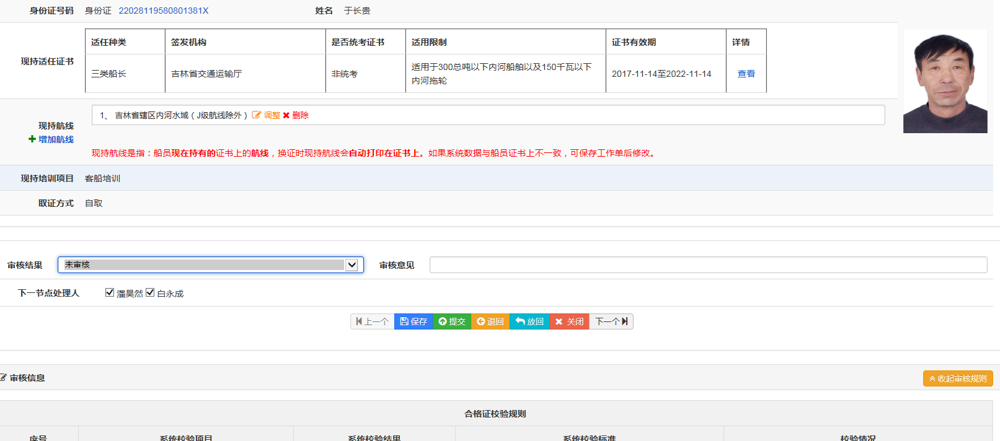 身份证号码 身份证 22028119580801381X 姓名 于长贵
现持适任证书
适任种类 签发机构 是否统考证书 适用限制 证书有效期 详情
三类船长 吉林省交通运输厅 非统考 适用于300总吨以下内河船舶以及150千瓦以下内河拖轮 2017-11-14至2022-11-14 查看
现持航线
增加航线
1、 吉林省辖区内河水域（J级航线除外） 调整 删除
现持航线是指：船员现在持有的证书上的航线，换证时现持航线会自动打印在证书上。如果系统数据与船员证书上不一致，可保存工作单后修改。
现持培训项目 客船培训
取证方式 自取
审核结果 未审核 审核意见
下一节点处理人 潘昊然 白永成
上一个 保存 提交 退回 放回 关闭 下一个
审核信息 收起审核规则
合格证校验规则
序号 系统校验项目 系统校验结果 系统校验标准 校验情况